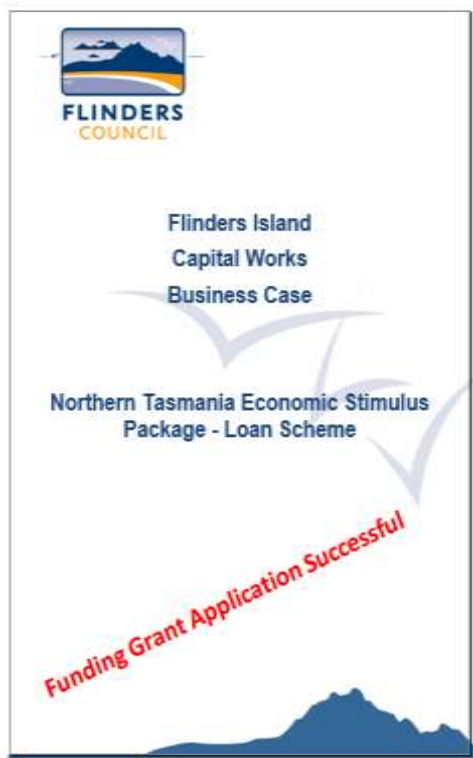 FLINDERS
COUNCIL
Flinders Island
Capital Works
Business Case
Northern Tasmania Economic Stimulus
Package - Loan Scheme
Funding Grant Application Successful